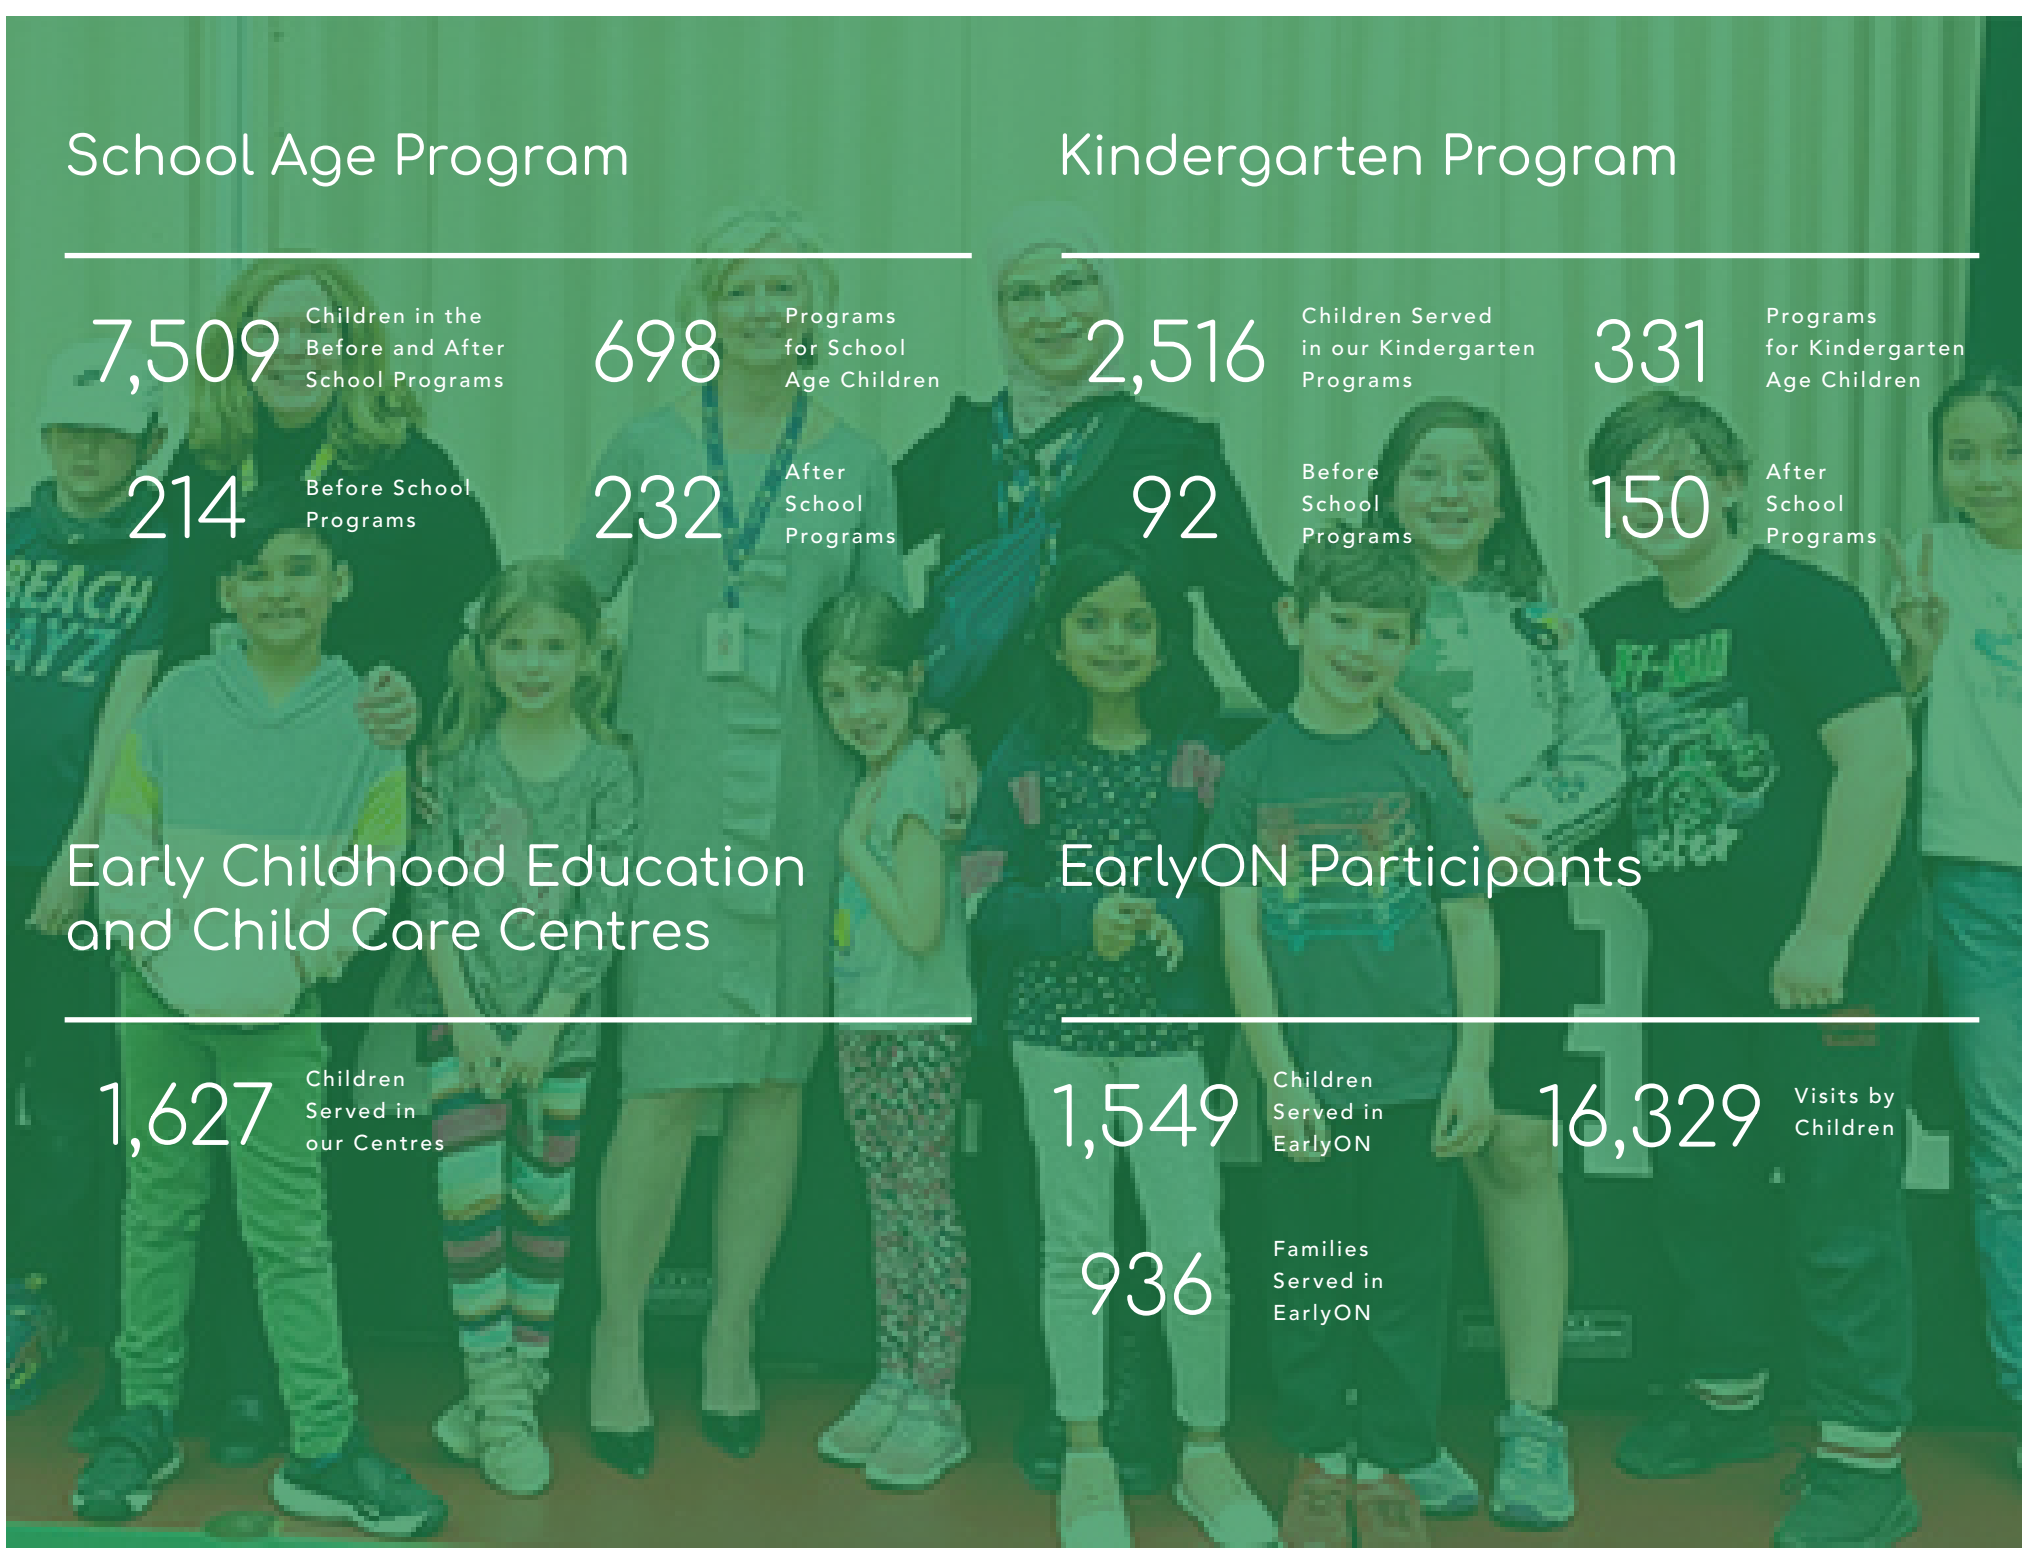 School Age Program
7,509
Children in the
Before and After
School Programs
698
Programs
for School
Age Children
214
Before School
Programs
232
After
School
Programs
Kindergarten Program
2,516
Children Served
in our Kindergarten
Programs
331
Programs
for Kindergarten
Age Children
92
Before
School
Programs
150
After
School
Programs
BEACH
Early Childhood Education
and Child Care Centres
1,627
Children
Served in
our Centres
EarlyON Participants
1,549
Children
Served in
EarlyON
16,329
Visits by
Children
936
Families
Served in
EarlyON